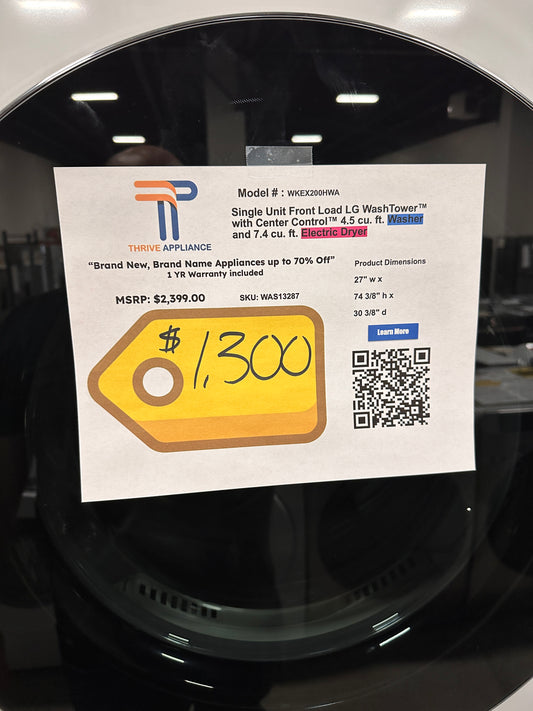 Model # : WKEX200HWA
Single Unit Front Load LG WashTower™
with Center Control™ 4.5 cu. ft. Washer
and 7.4 cu. ft. Electric Dryer
THRIVE APPLIANCE
“Brand New, Brand Name Appliances up to 70% Off”
1 YR Warranty included
MSRP: $2,399.00
SKU: WAS13287
$1,300
Product Dimensions
27" w x
74 3/8" h x
30 3/8" d
Learn More